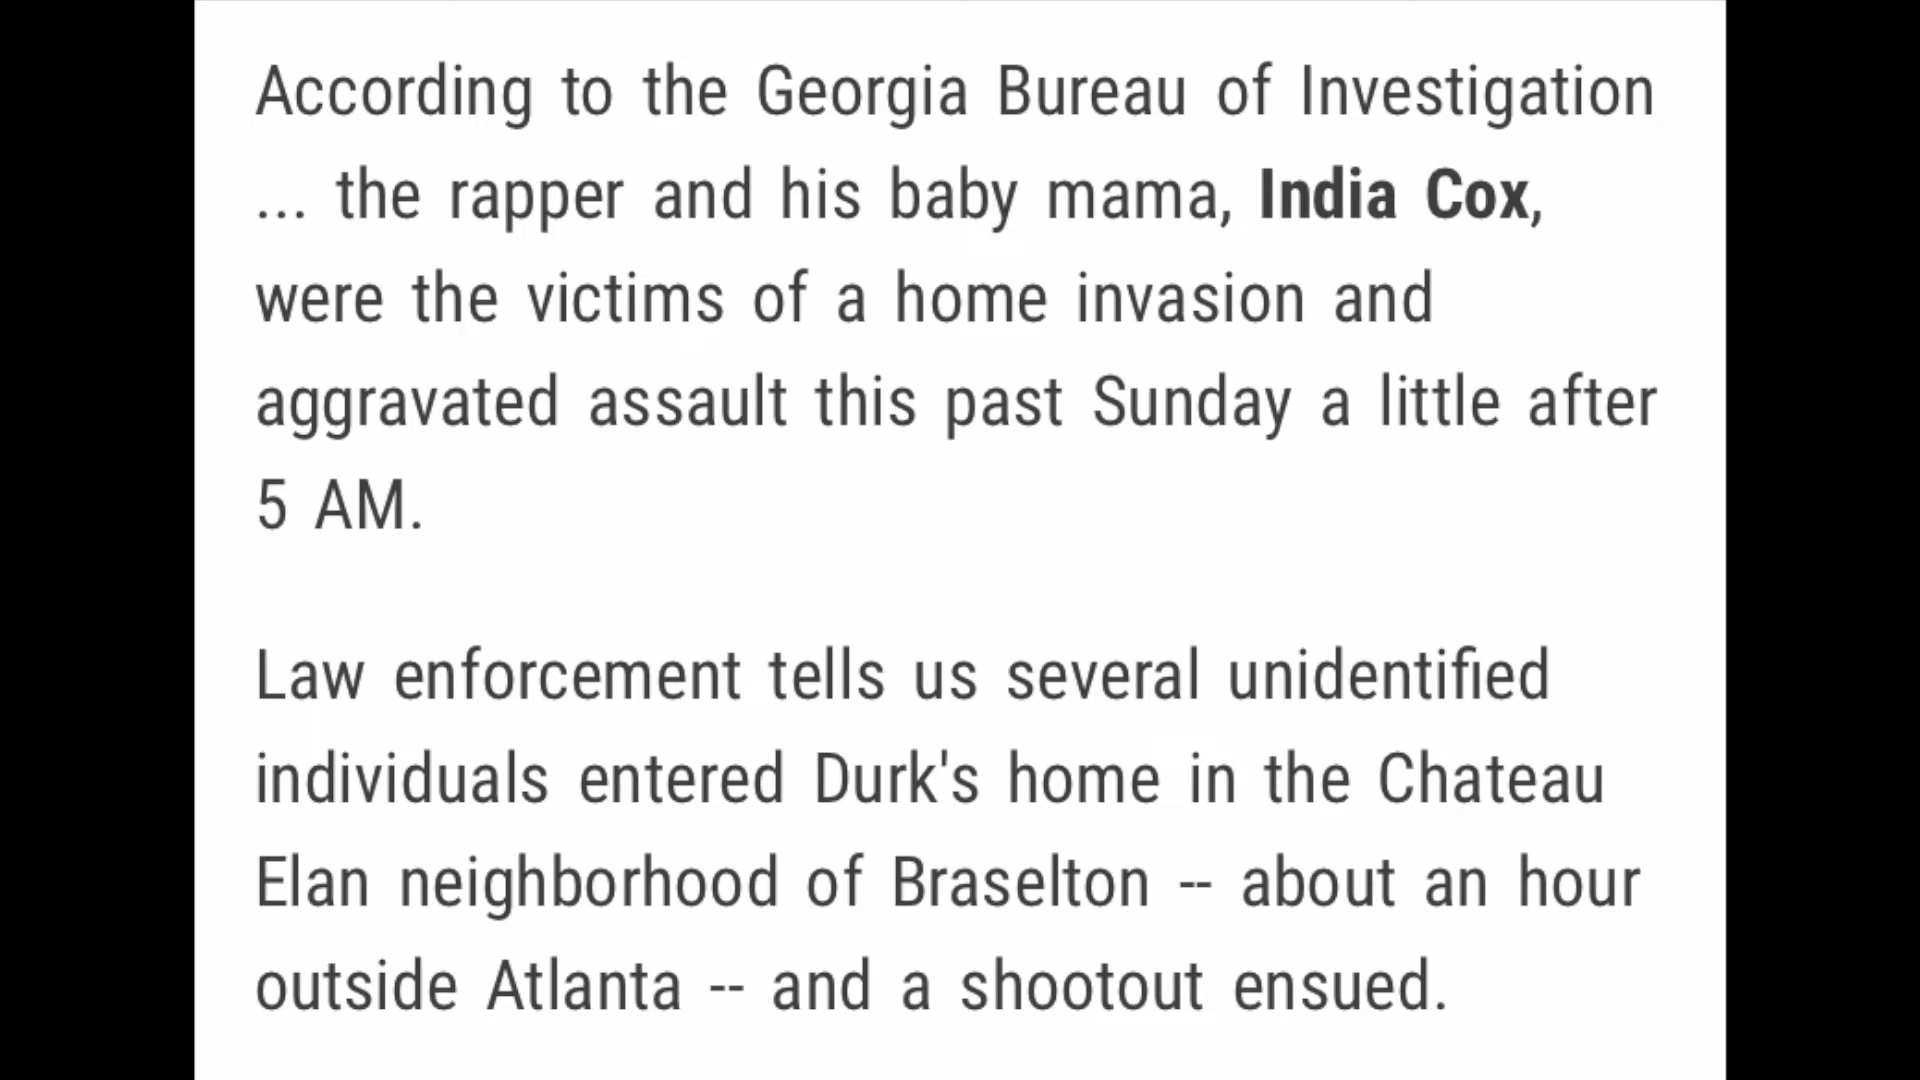 According to the Georgia Bureau of Investigation
... the rapper and his baby mama, India Cox,
were the victims of a home invasion and
aggravated assault this past Sunday a little after
5 AM.
Law enforcement tells us several unidentified
individuals entered Durk's home in the Chateau
Elan neighborhood of Braselton -- about an hour
outside Atlanta -- and a shootout ensued.